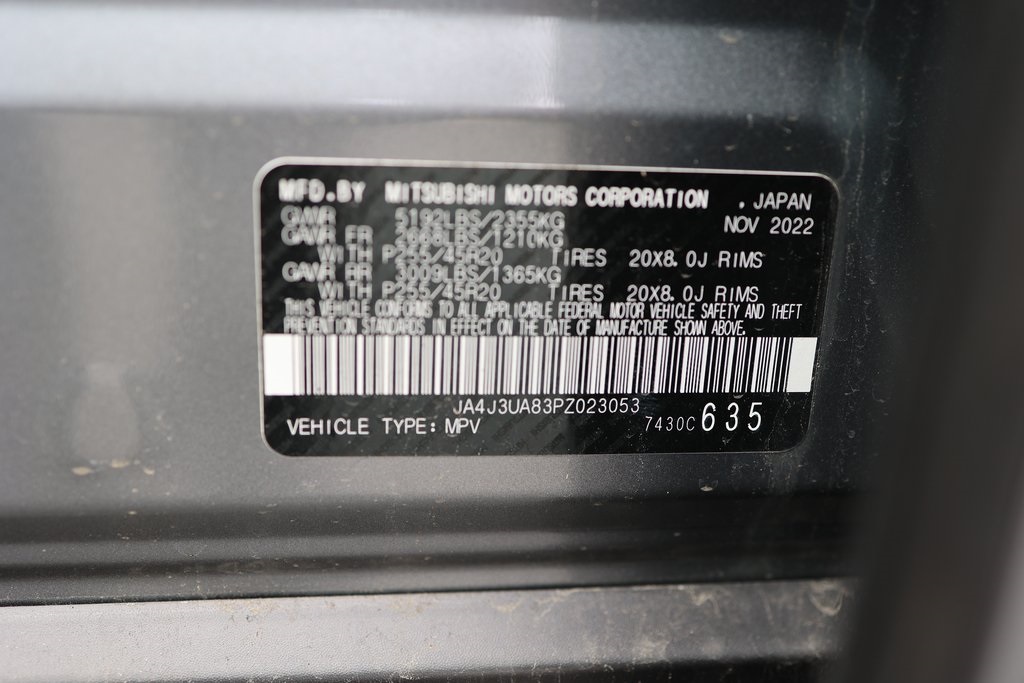 MFD.BY MITSUBISHI MOTORS CORPORATION . JAPAN
GWR 5192LBS/2355KG NOV 2022
GAWR FR 2668LBS/1210KG
WITH P255/45R20 TIRES 20X8.0J RIMS
GAWR RR 3009LBS/1365KG
WITH P255/45R20 TIRES 20X8.0J RIMS
THIS VEHICLE CONFORMS TO ALL APPLICABLE FEDERAL MOTOR VEHICLE SAFETY AND THEFT
PREVENTION STANDARDS IN EFFECT ON THE DATE OF MANUFACTURE SHOWN ABOVE.
JA4J3UA83PZ023053
VEHICLE TYPE: MPV 7430C 635